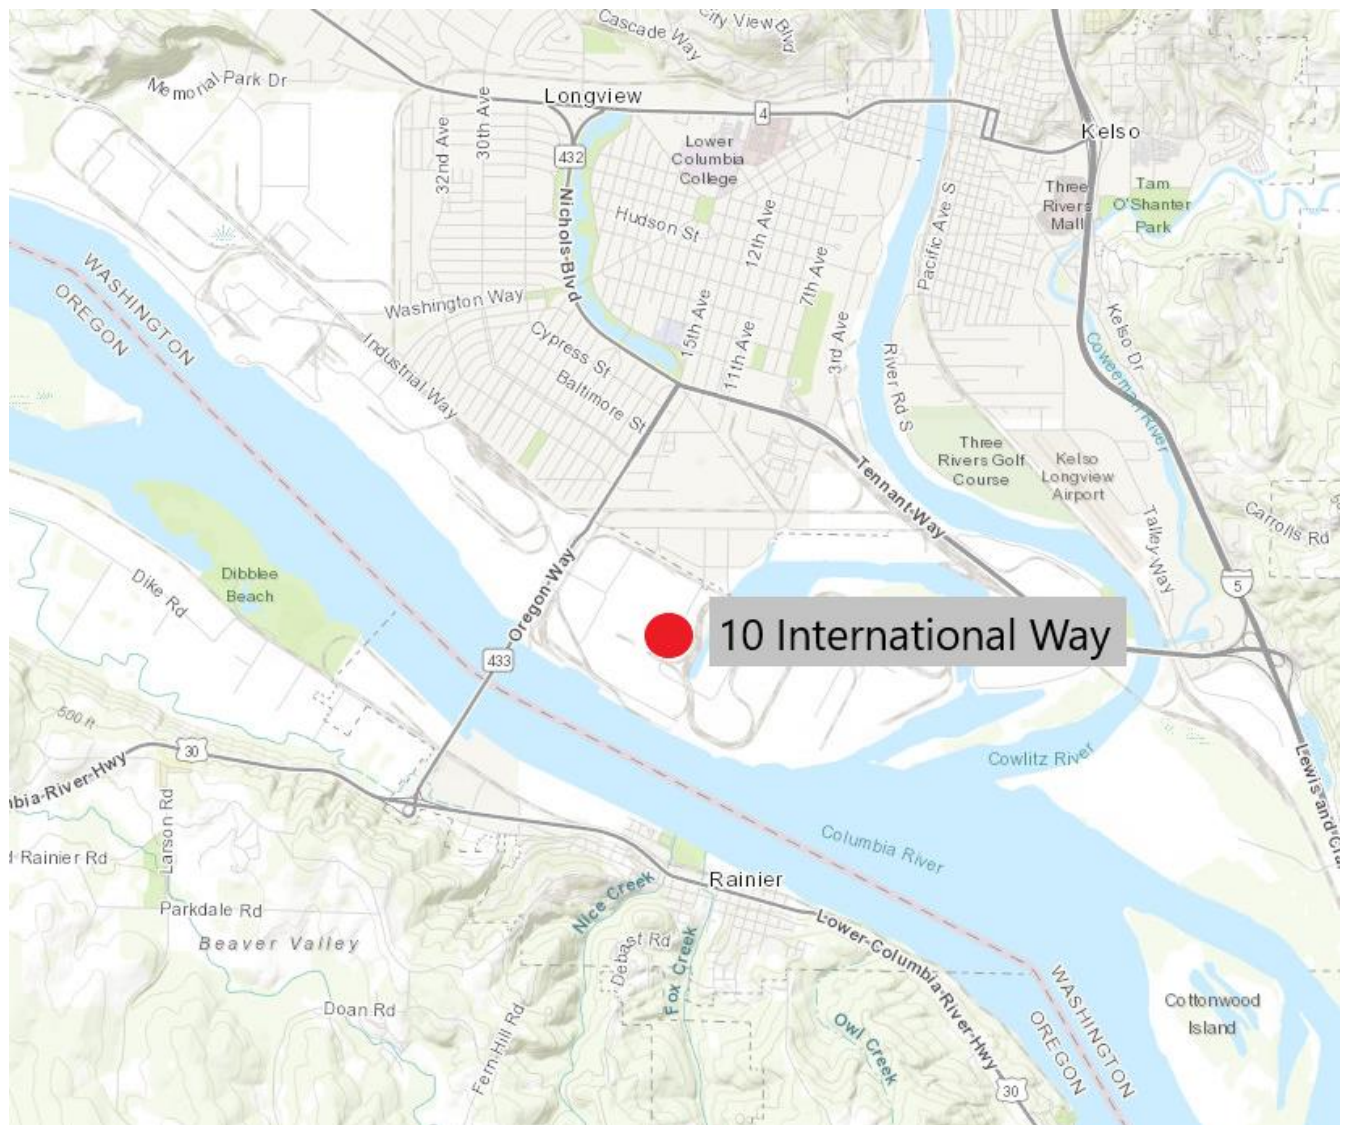 Cascade Way
City View Blvd
Memorial Park Dr
Longview
30th Ave
32nd Ave
4
432
Lower
Columbia
College
Kelso
Three
Rivers
Mall
Tam
O'Shanter
Park
Nichols-Blvd
Hudson St
12th Ave
Pacific Ave S
WASHINGTON
OREGON
Washington Way
7th Ave
15th Ave
11th Ave
3rd Ave
River Rd S
Kelso Dr
Coweeman River
Industrial Way
Cypress St
Baltimore St
Three
Rivers Golf
Course
Kelso
Longview
Airport
Tennant-Way
Talley-Way
Carrolls Rd
5
Dibblee
Beach
Dike Rd
Oregon-Way
433
10 International Way
500 ft
30
Cowlitz River
Columbia River
Larson Rd
Rainier Rd
Rainier
Parkdale Rd
Beaver Valley
Nice Creek
Debast Rd
Fox Creek
Lower-Columbia-River-Hwy
Doan Rd
Fern Hill Rd
Owl Creek
WASHINGTON
OREGON
Cottonwood
Island
30